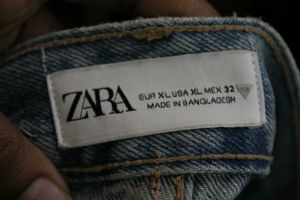 ZARA
EUR XL USA XL MEX 32
MADE IN BANGLADESH